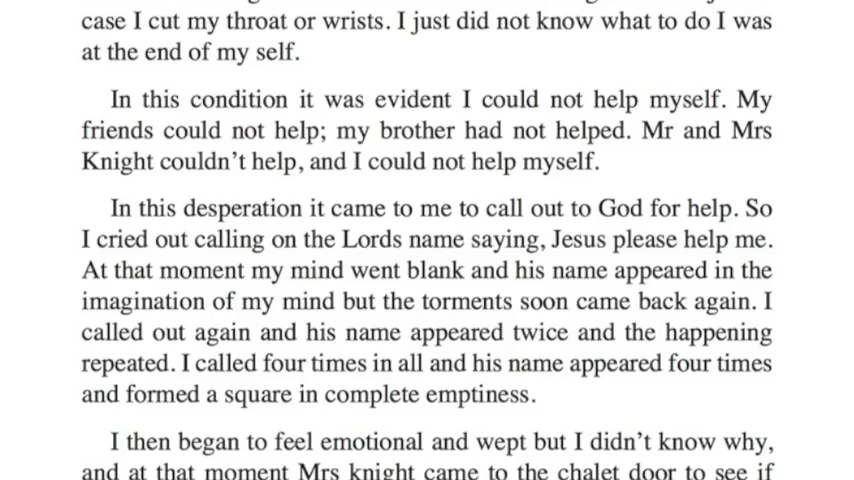 case I cut my throat or wrists. I just did not know what to do I was
at the end of my self.
In this condition it was evident I could not help myself. My
friends could not help; my brother had not helped. Mr and Mrs
Knight couldn’t help, and I could not help myself.
In this desperation it came to me to call out to God for help. So
I cried out calling on the Lords name saying, Jesus please help me.
At that moment my mind went blank and his name appeared in the
imagination of my mind but the torments soon came back again. I
called out again and his name appeared twice and the happening
repeated. I called four times in all and his name appeared four times
and formed a square in complete emptiness.
I then began to feel emotional and wept but I didn’t know why,
and at that moment Mrs knight came to the chalet door to see if